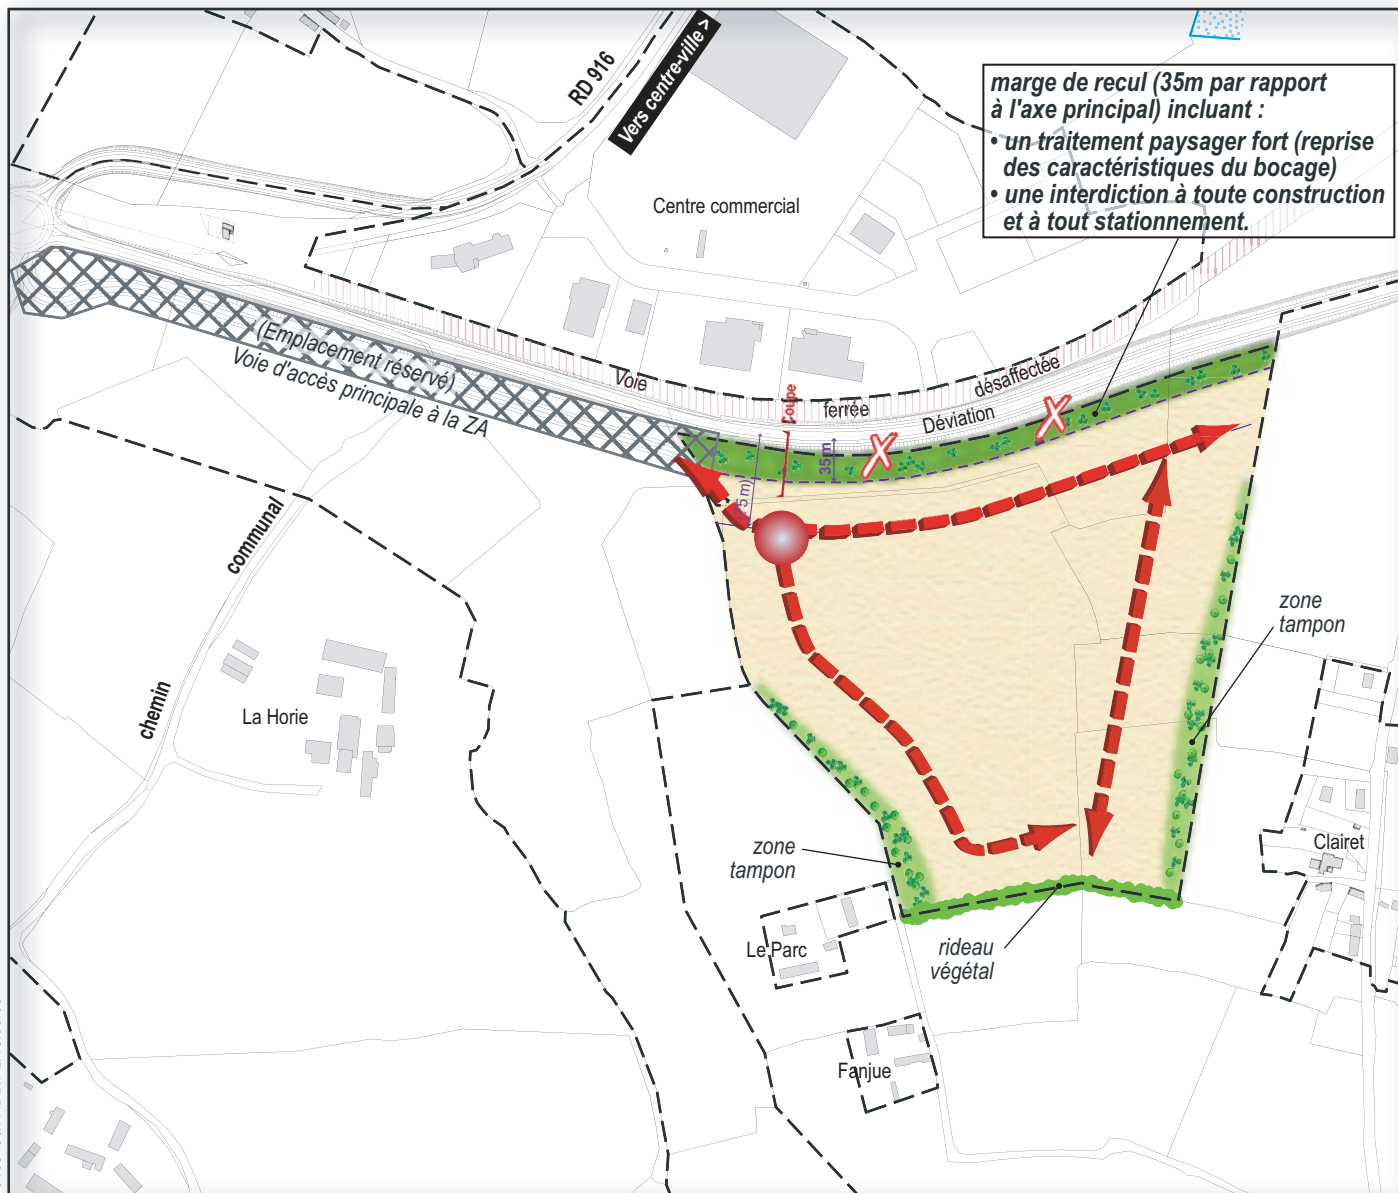 RD 916
Vers centre-ville >
marge de recul (35m par rapport
à l'axe principal) incluant :
• un traitement paysager fort (reprise
des caractéristiques du bocage)
• une interdiction à toute construction
et à tout stationnement.
Centre commercial
(Emplacement réservé)
Voie d'accès principale à la ZA
Voie
ferrée
désaffectée
Coupe
Déviation
35m
communal
chemin
La Horie
zone
tampon
Clairet
zone
tampon
Le Parc
rideau
végétal
Fanjue